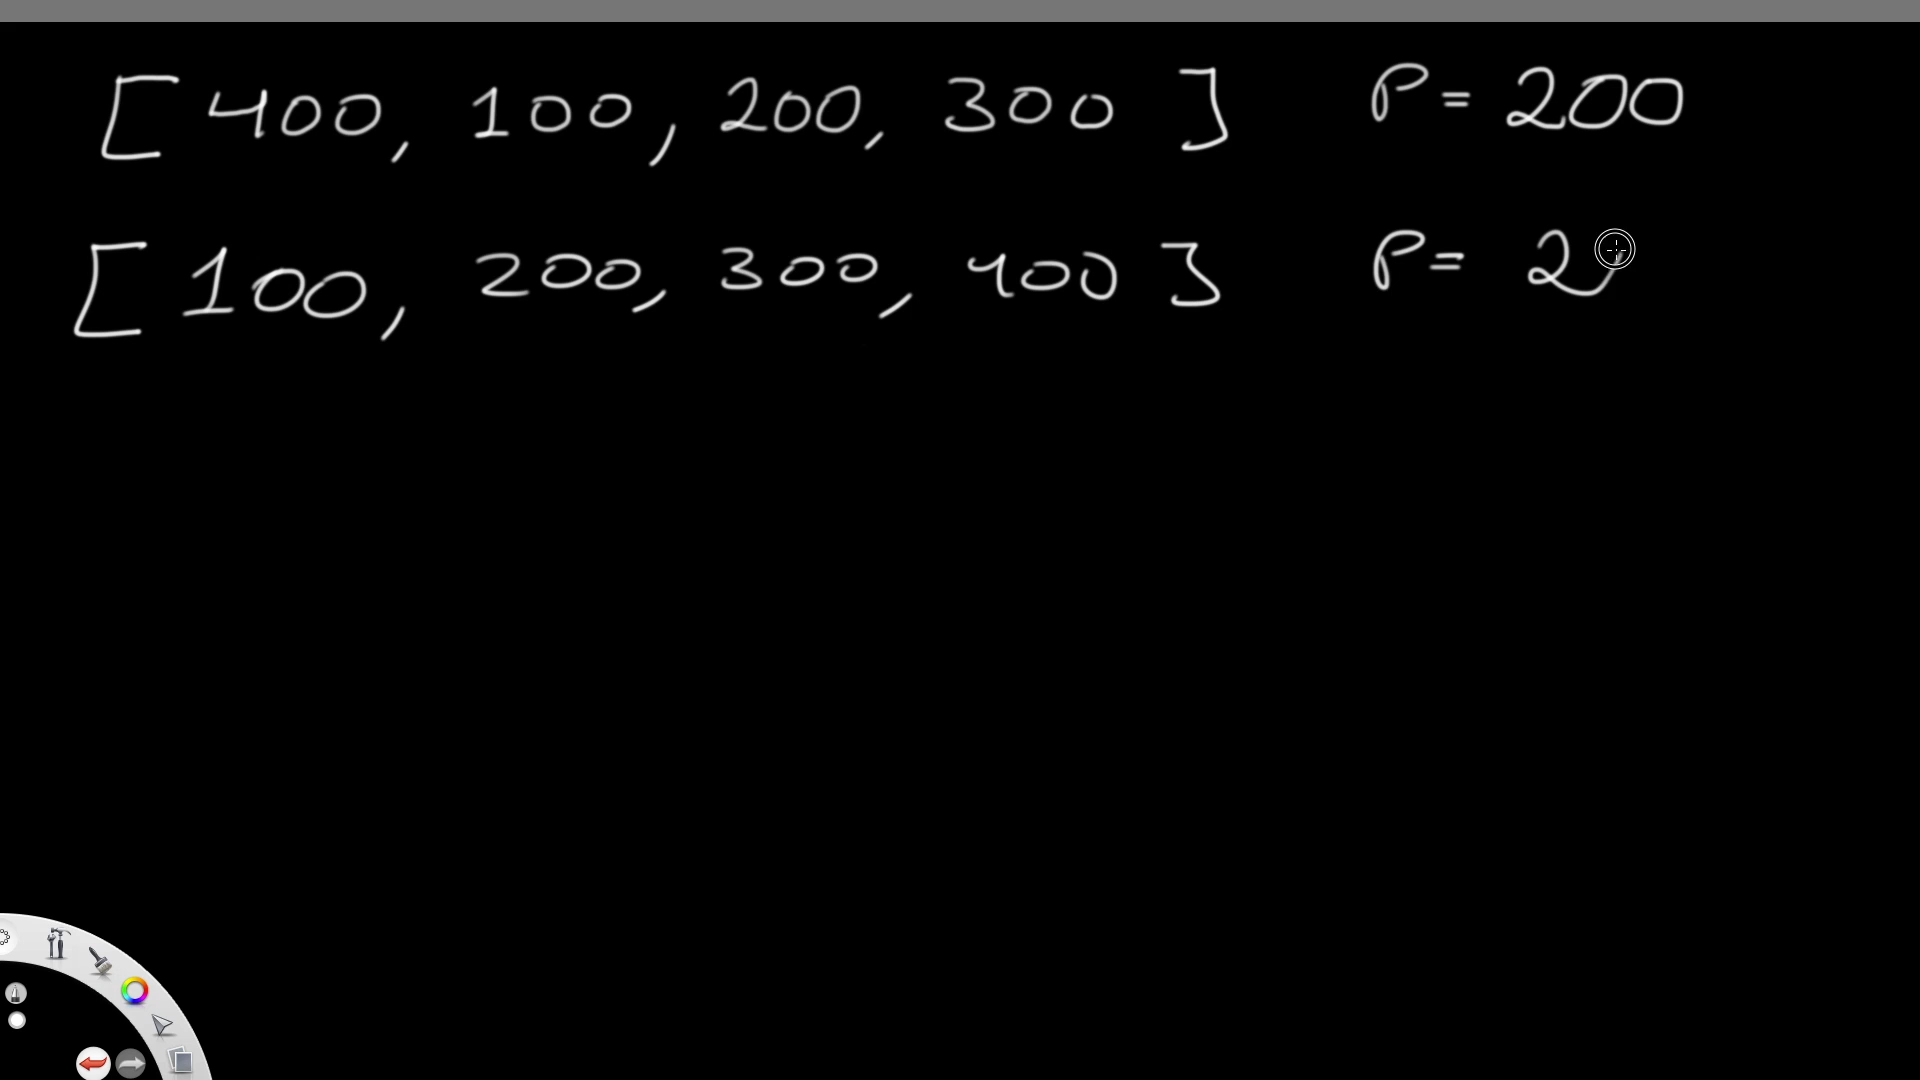 [ 400, 100, 200, 300 ] P = 200
[ 100, 200, 300, 400 ] P = 2